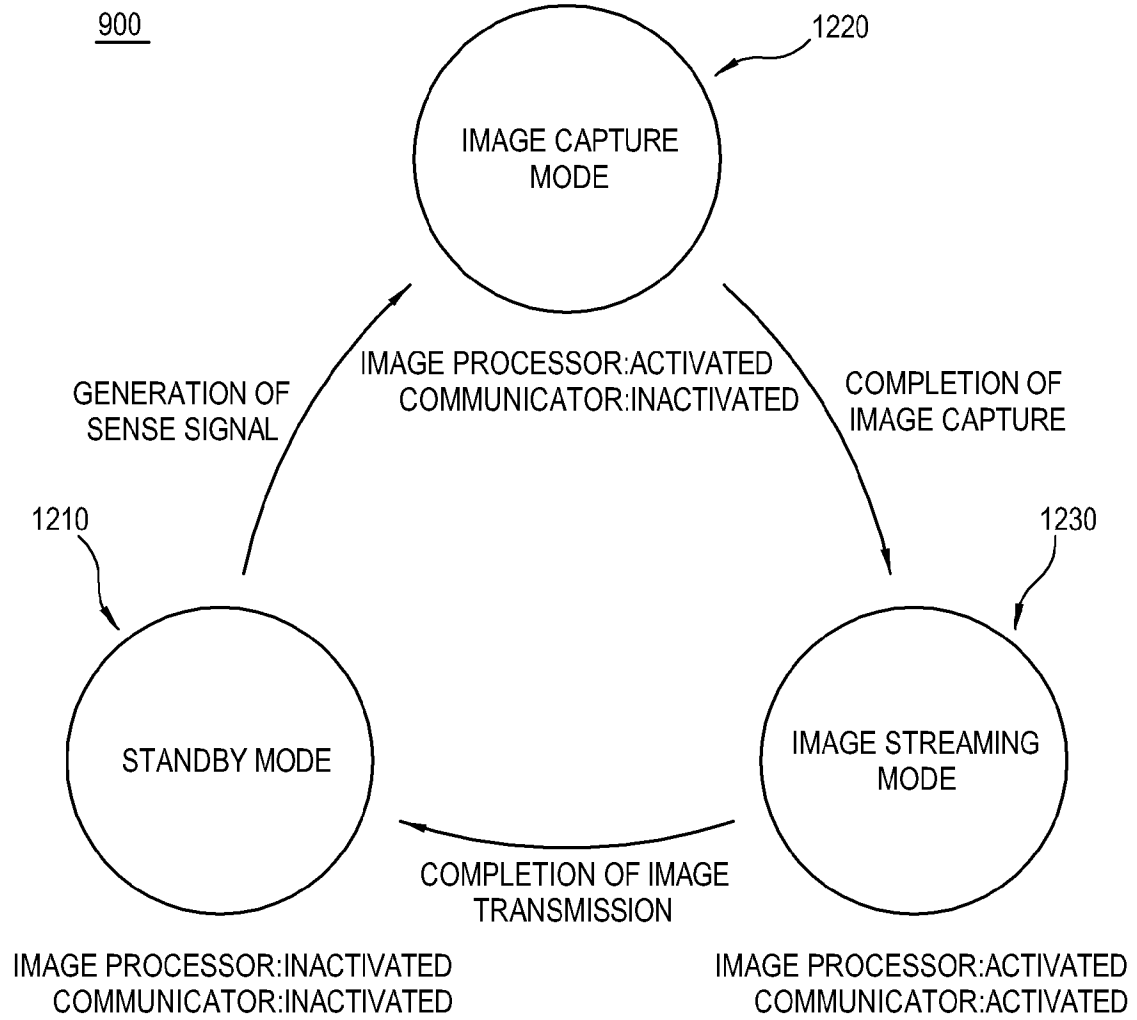 900
1220
IMAGE CAPTURE
MODE
IMAGE PROCESSOR:ACTIVATED
COMMUNICATOR:INACTIVATED
GENERATION OF
SENSE SIGNAL
COMPLETION OF
IMAGE CAPTURE
1210
1230
STANDBY MODE
IMAGE STREAMING
MODE
COMPLETION OF IMAGE
TRANSMISSION
IMAGE PROCESSOR:INACTIVATED
COMMUNICATOR:INACTIVATED
IMAGE PROCESSOR:ACTIVATED
COMMUNICATOR:ACTIVATED